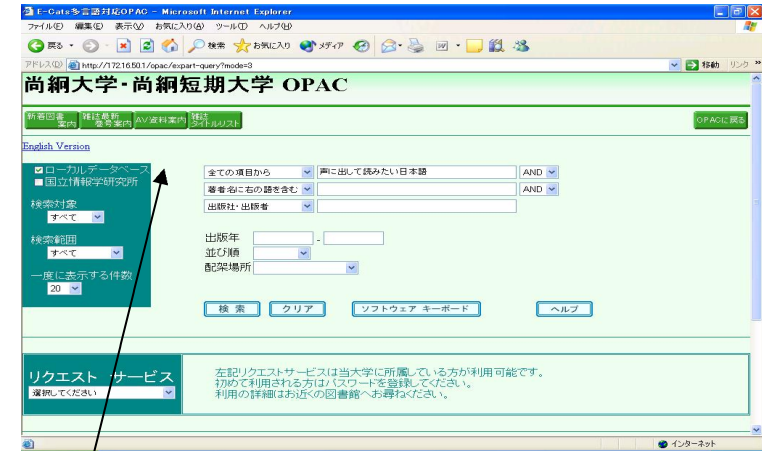 E-Cats多言語対応OPAC - Microsoft Internet Explorer
ファイル(F) 編集(E) 表示(V) お気に入り(A) ツール(T) ヘルプ(H)
戻る 検索 お気に入り メディア
アドレス(D) http://172.16.50.1/opac/expart-query?mode=3 移動 リンク
尚絅大学・尚絅短期大学 OPAC
新着図書案内 雑誌最新巻号案内 AV資料案内 雑誌タイトルリスト OPACに戻る
English Version
ローカルデータベース
国立情報学研究所
検索対象
すべて
検索範囲
すべて
一度に表示する件数
20
全ての項目から 声に出して読みたい日本語 AND
著者名に右の語を含む AND
出版社・出版者
出版年 -
並び順
配架場所
検 索 クリア ソフトウェア キーボード ヘルプ
リクエスト サービス
選択してください
左記リクエストサービスは当大学に所属している方が利用可能です。
初めて利用される方はパスワードを登録してください。
利用の詳細はお近くの図書館へお尋ねください。
インターネット